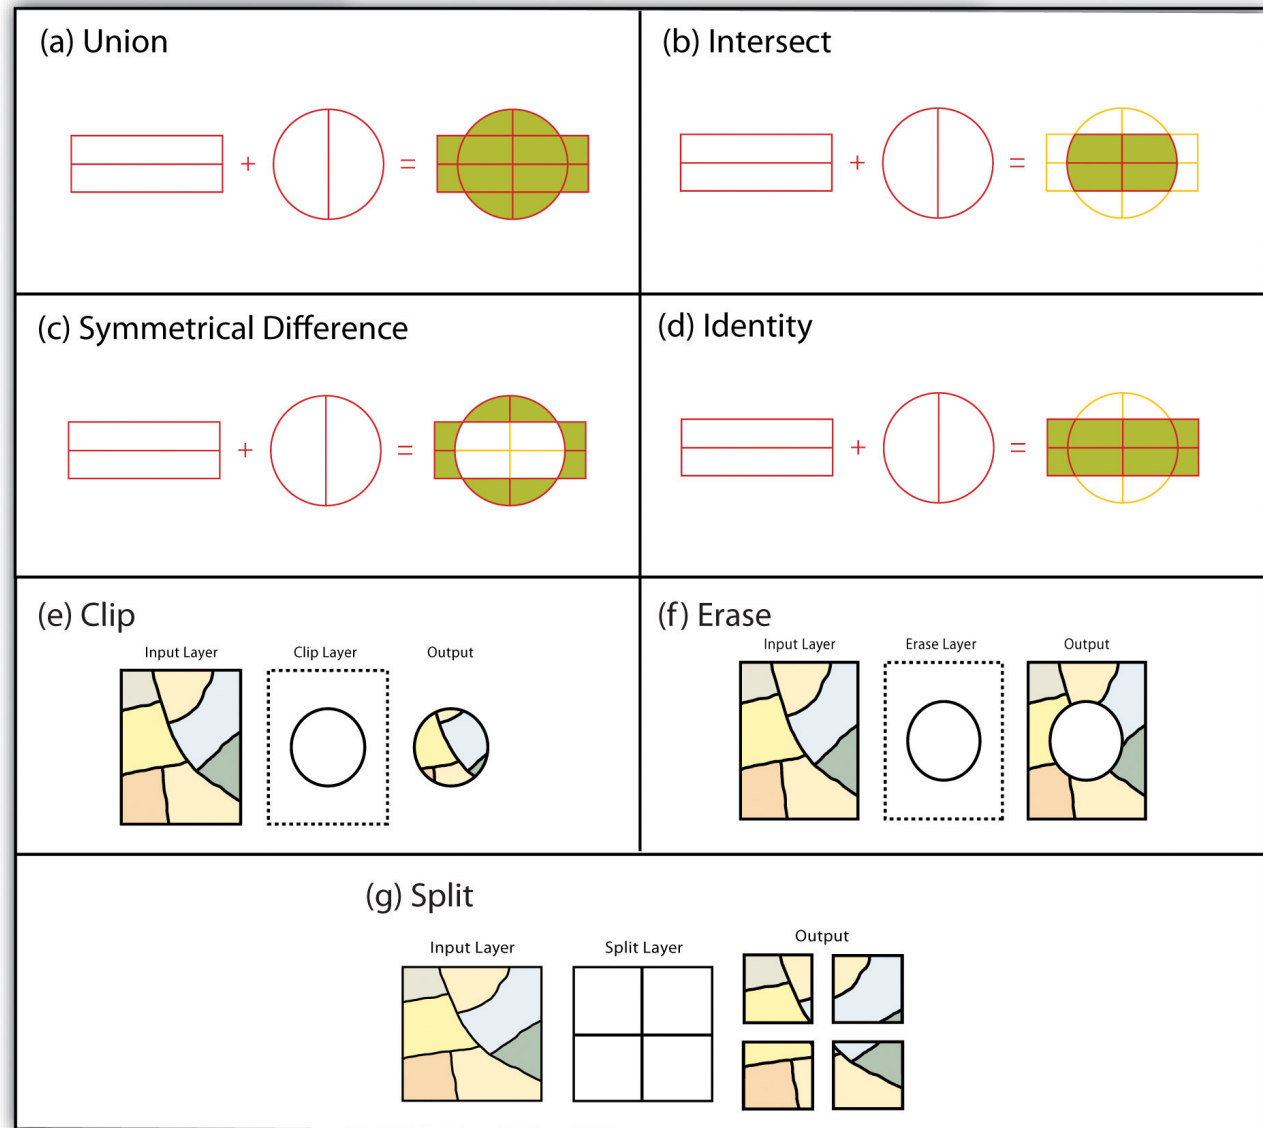 (a) Union
(b) Intersect
+ =
+ =
(c) Symmetrical Difference
(d) Identity
+ =
+ =
(e) Clip
Input Layer Clip Layer Output
(f) Erase
Input Layer Erase Layer Output
(g) Split
Input Layer Split Layer Output